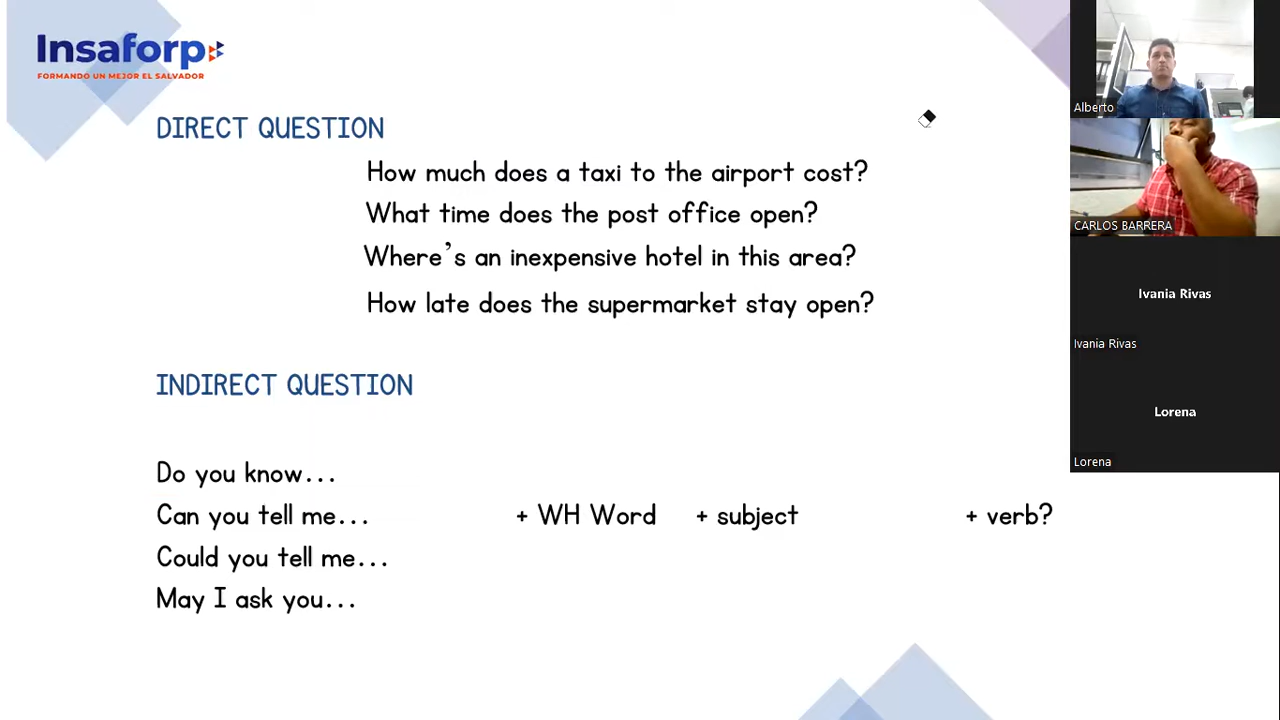 Insaforp
FORMANDO UN MEJOR EL SALVADOR
DIRECT QUESTION
How much does a taxi to the airport cost?
What time does the post office open?
Where's an inexpensive hotel in this area?
How late does the supermarket stay open?
INDIRECT QUESTION
Do you know...
Can you tell me... + WH Word + subject + verb?
Could you tell me...
May I ask you...
Alberto
CARLOS BARRERA
Ivania Rivas
Ivania Rivas
Lorena
Lorena